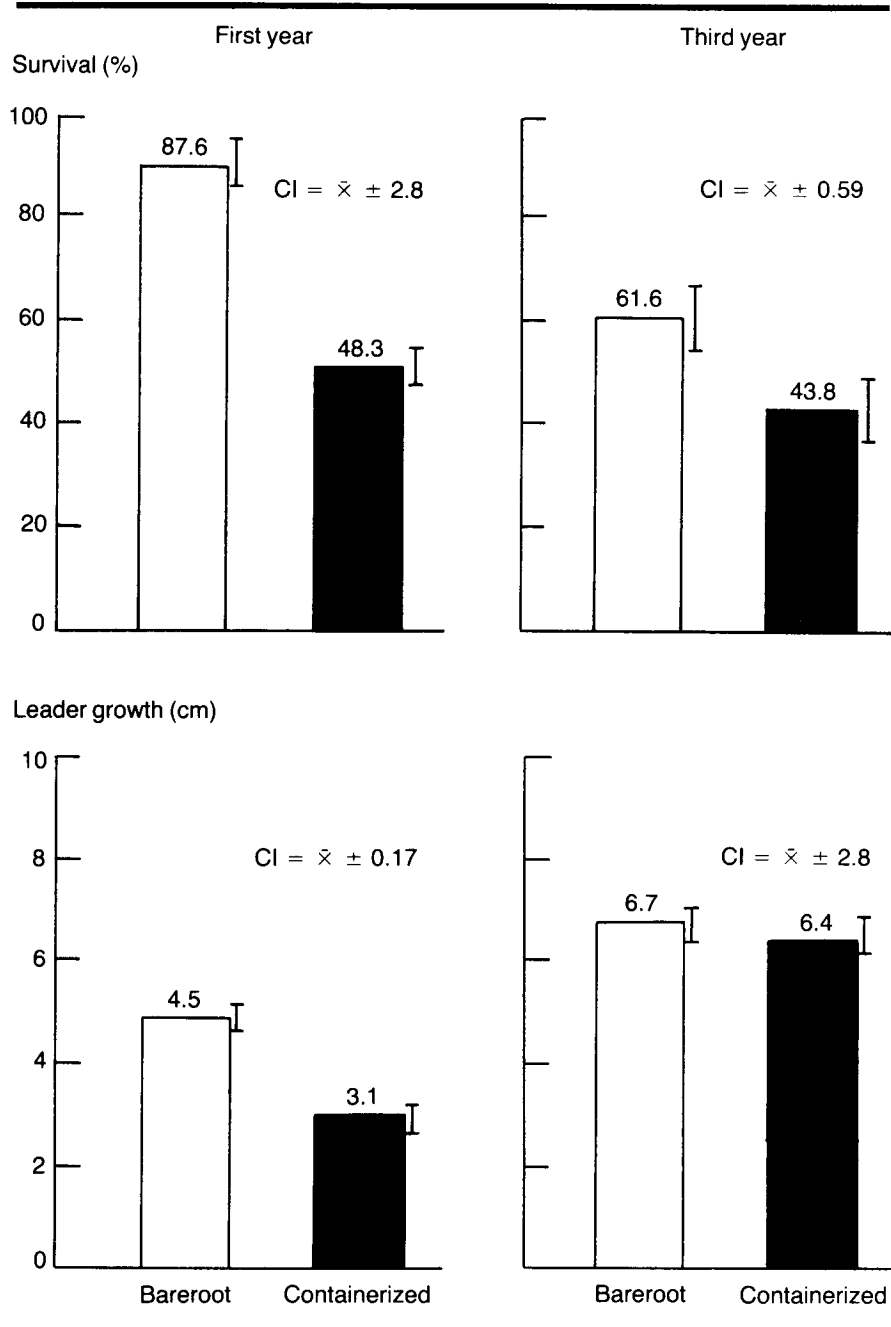 First year
Third year
Survival (%)
100
80
60
40
20
0
87.6
CI = x̄ ± 2.8
48.3
CI = x̄ ± 0.59
61.6
43.8
Leader growth (cm)
10
8
6
4
2
0
CI = x̄ ± 0.17
4.5
3.1
CI = x̄ ± 2.8
6.7
6.4
Bareroot Containerized
Bareroot Containerized